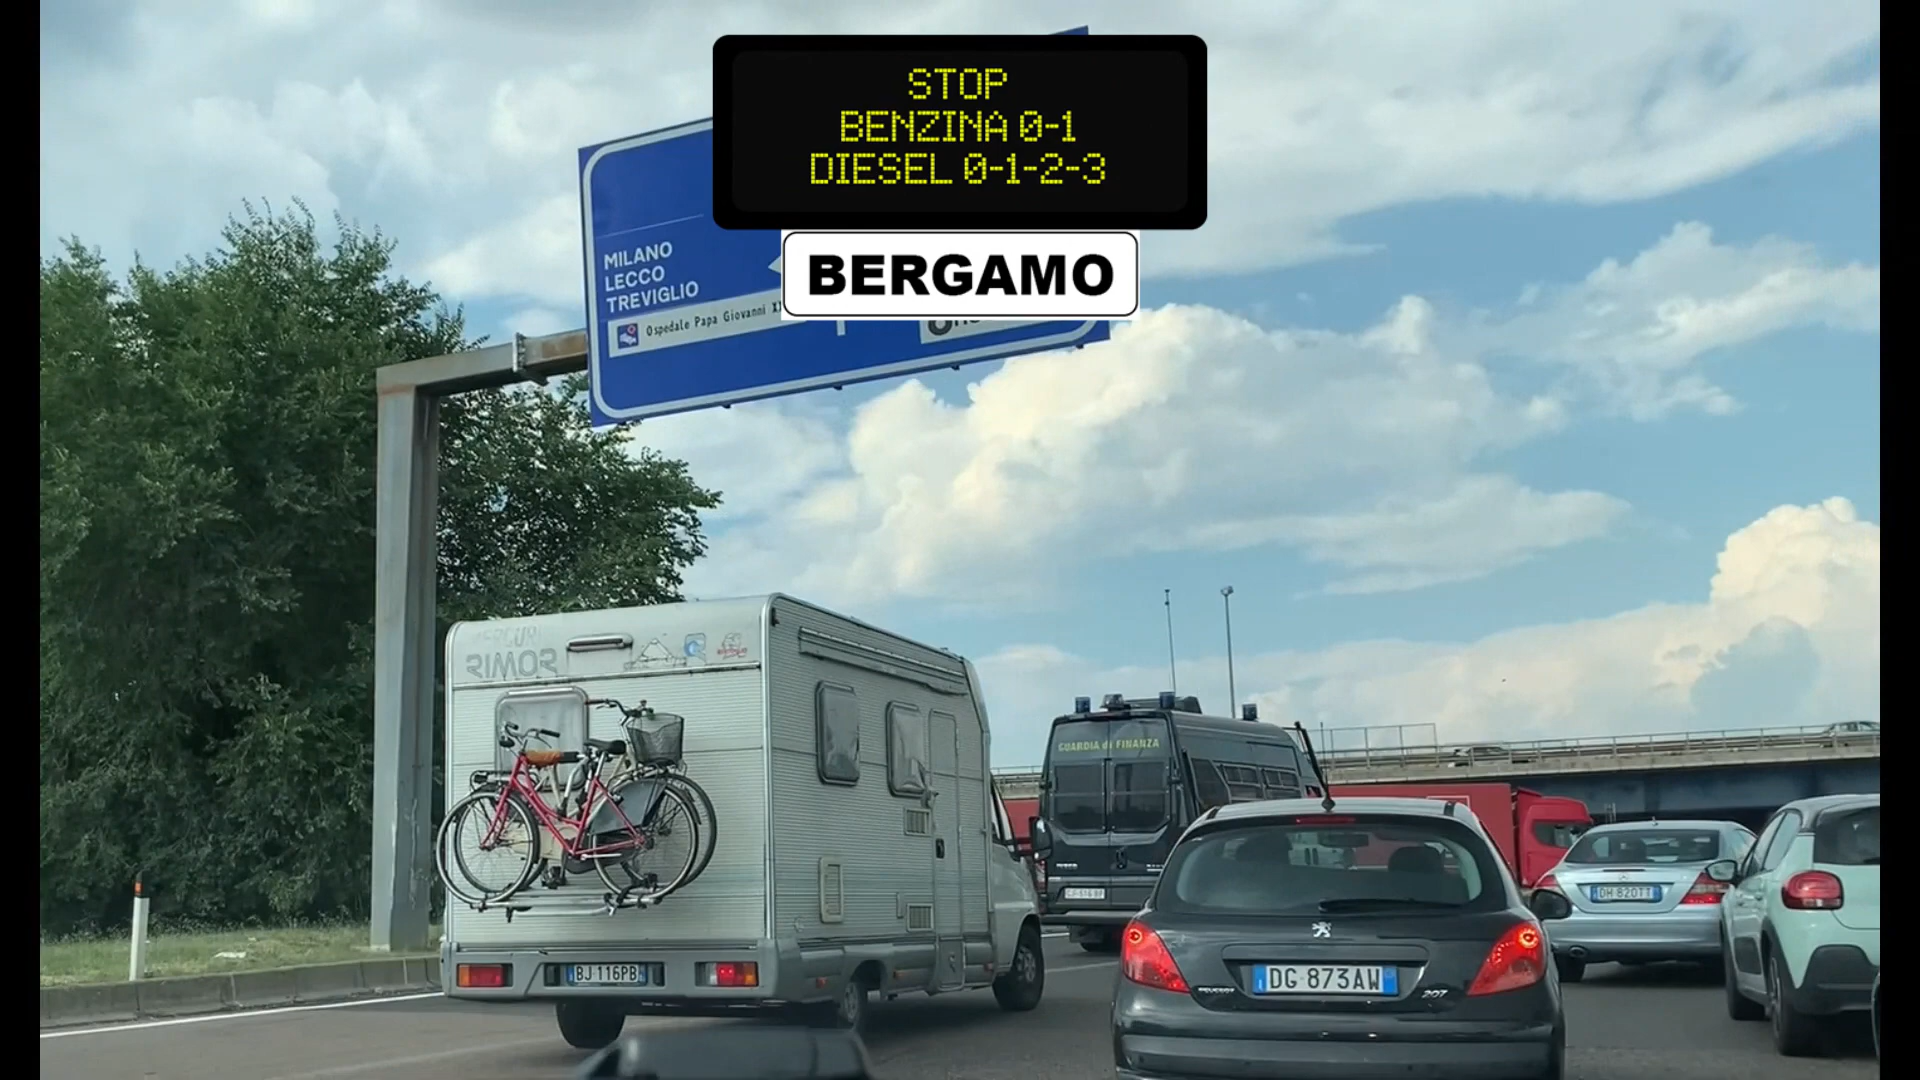 STOP
BENZINA 0-1
DIESEL 0-1-2-3
BERGAMO
MILANO
LECCO
TREVIGLIO
Ospedale Papa Giovanni
RIMOR
GUARDIA di FINANZA
BJ 116PB
DG 873AW
PEUGEOT
207
DH 820TT